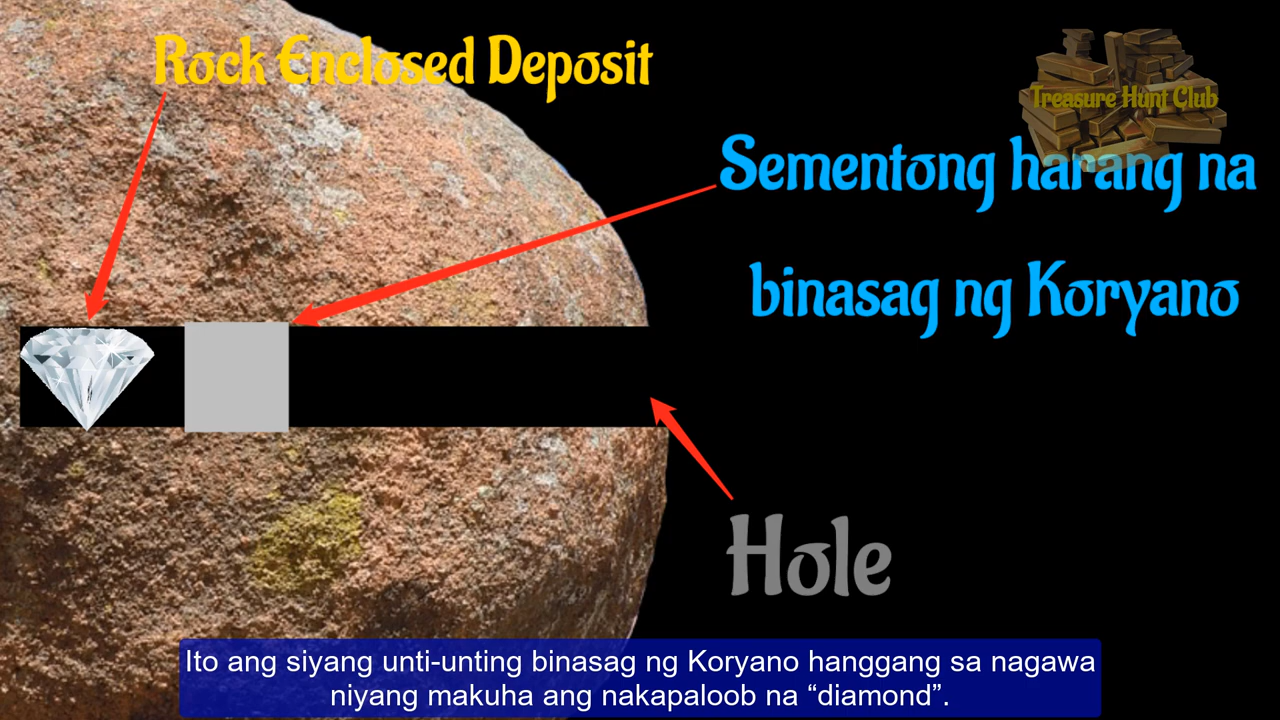 Rock Enclosed Deposit
Treasure Hunt Club
Sementong harang na
binasag ng Koryano
Hole
Ito ang siyang unti-unting binasag ng Koryano hanggang sa nagawa
niyang makuha ang nakapaloob na “diamond”.